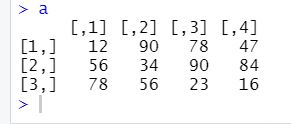 > a
     [,1] [,2] [,3] [,4]
[1,]   12   90   78   47
[2,]   56   34   90   84
[3,]   78   56   23   16
>